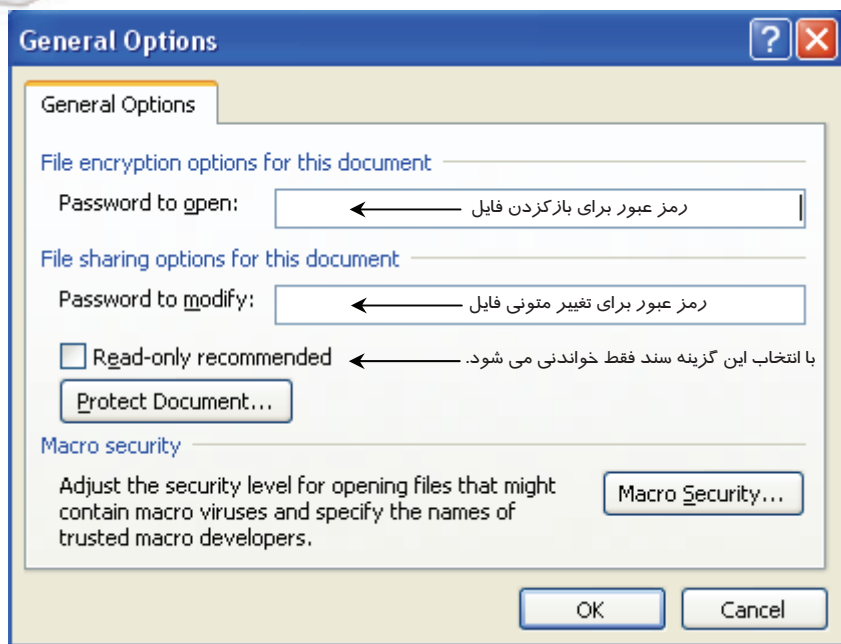 General Options
General Options
File encryption options for this document
Password to open: رمز عبور برای بازکزدن فایل
File sharing options for this document
Password to modify: رمز عبور برای تغییر متونی فایل
Read-only recommended با انتخاب این گزینه سند فقط خواندنی می شود.
Protect Document...
Macro security
Adjust the security level for opening files that might
contain macro viruses and specify the names of
trusted macro developers.
Macro Security...
OK Cancel